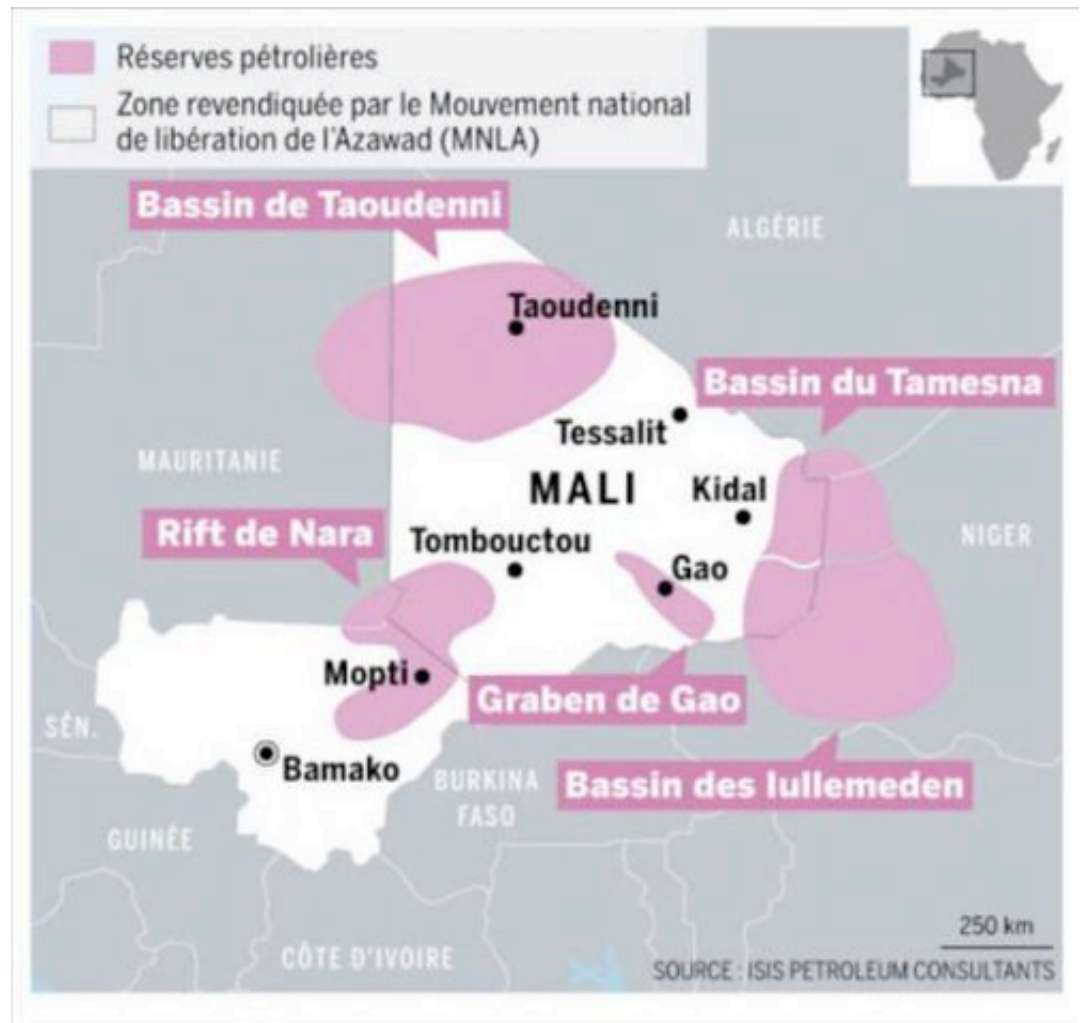 Réserves pétrolières
Zone revendiquée par le Mouvement national
de libération de l'Azawad (MNLA)
Bassin de Taoudenni
ALGÉRIE
Taoudenni
Bassin du Tamesna
Tessalit
MAURITANIE
MALI
Kidal
Rift de Nara
Tombouctou
NIGER
Gao
Mopti
Graben de Gao
SÉN.
Bamako
BURKINA
FASO
Bassin des Iullemeden
GUINÉE
250 km
CÔTE D'IVOIRE
SOURCE : ISIS PETROLEUM CONSULTANTS